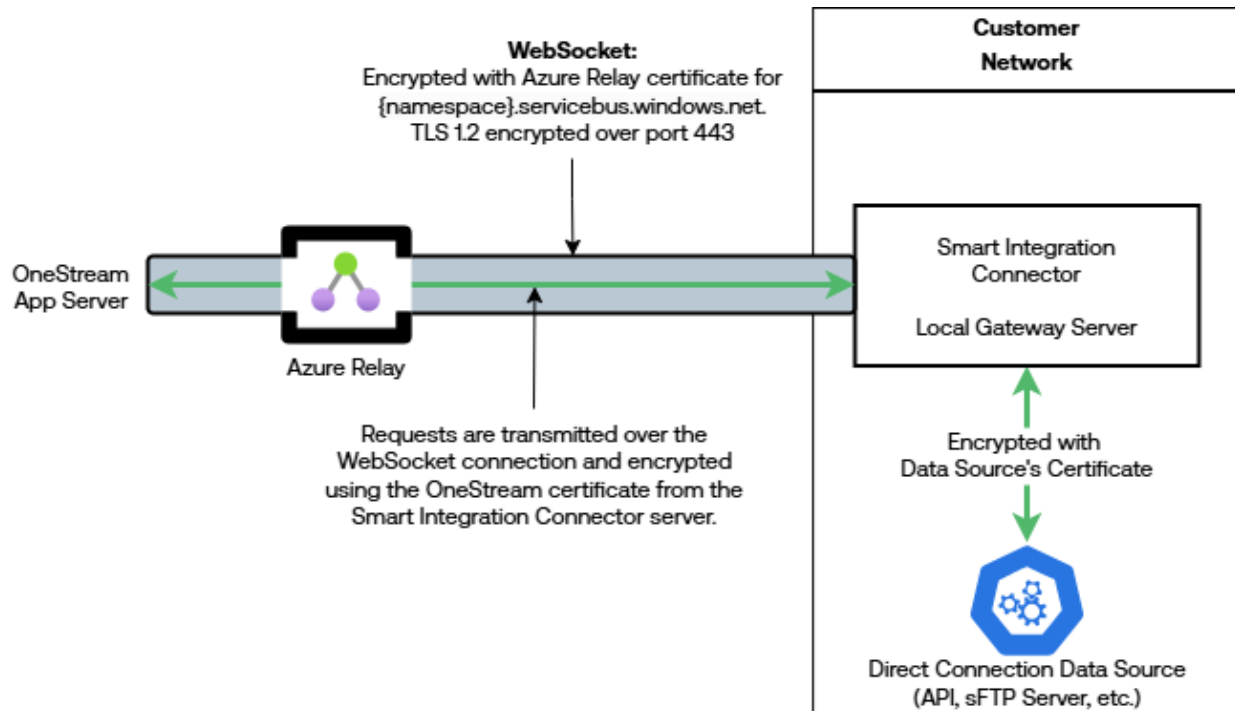 Customer
Network
WebSocket:
Encrypted with Azure Relay certificate for
{namespace}.servicebus.windows.net.
TLS 1.2 encrypted over port 443
OneStream
App Server
Azure Relay
Smart Integration
Connector
Local Gateway Server
Requests are transmitted over the
WebSocket connection and encrypted
using the OneStream certificate from the
Smart Integration Connector server.
Encrypted with
Data Source's Certificate
Direct Connection Data Source
(API, sFTP Server, etc.)